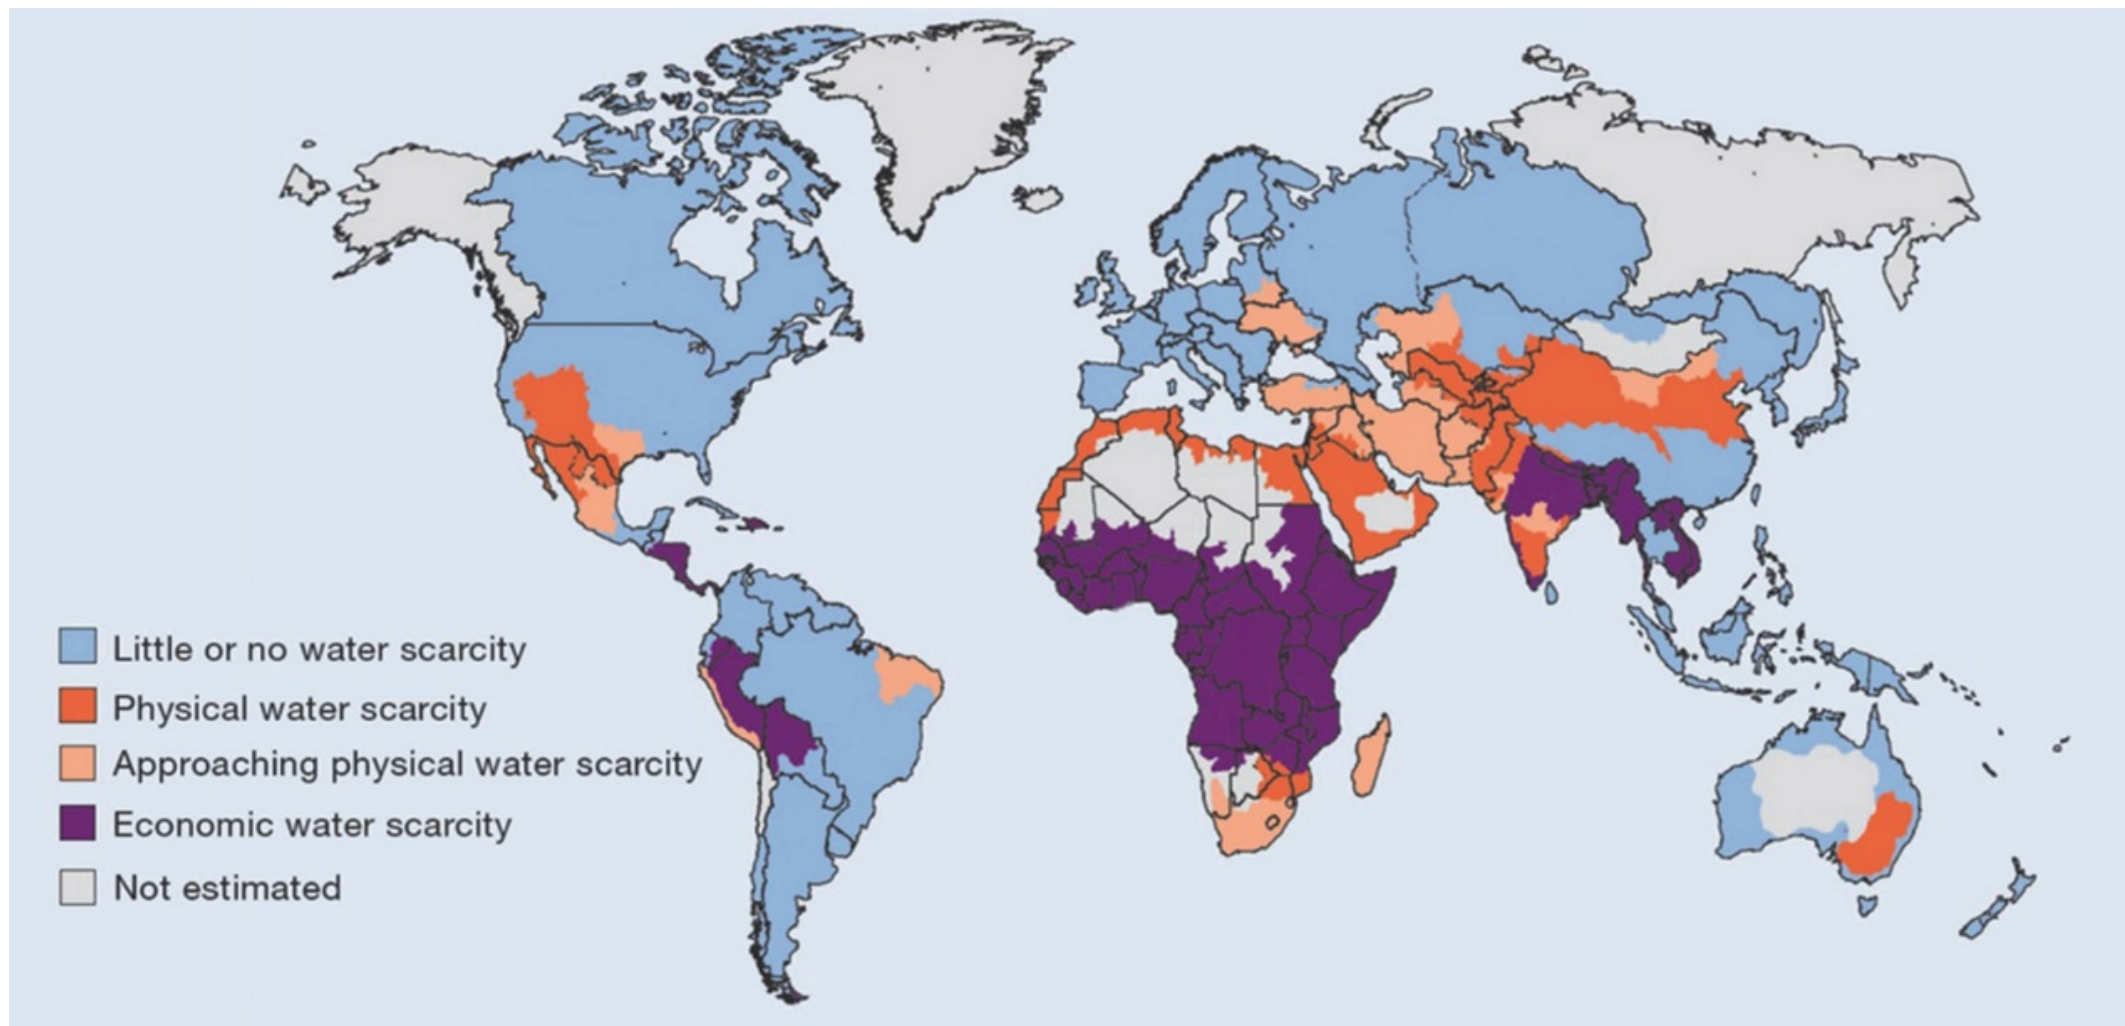 Little or no water scarcity
Physical water scarcity
Approaching physical water scarcity
Economic water scarcity
Not estimated